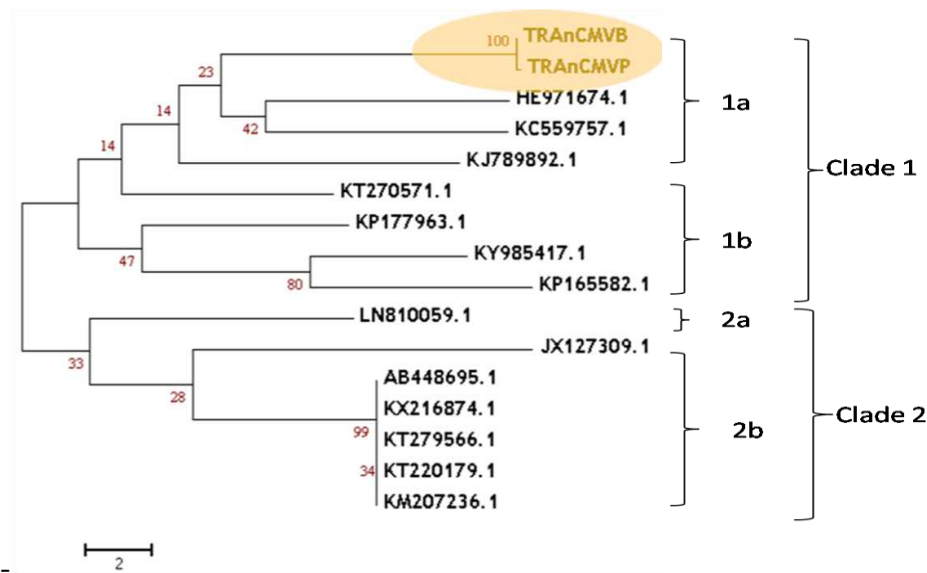 100 TRAnCMVB
TRAnCMVP
23
HE971674.1
1a
42
KC559757.1
14
KJ789892.1
14
Clade 1
KT270571.1
KP177963.1
1b
47
KY985417.1
80
KP165582.1
LN810059.1
2a
33
JX127309.1
28
AB448695.1
KX216874.1
Clade 2
99
KT279566.1
2b
34 KT220179.1
KM207236.1
2